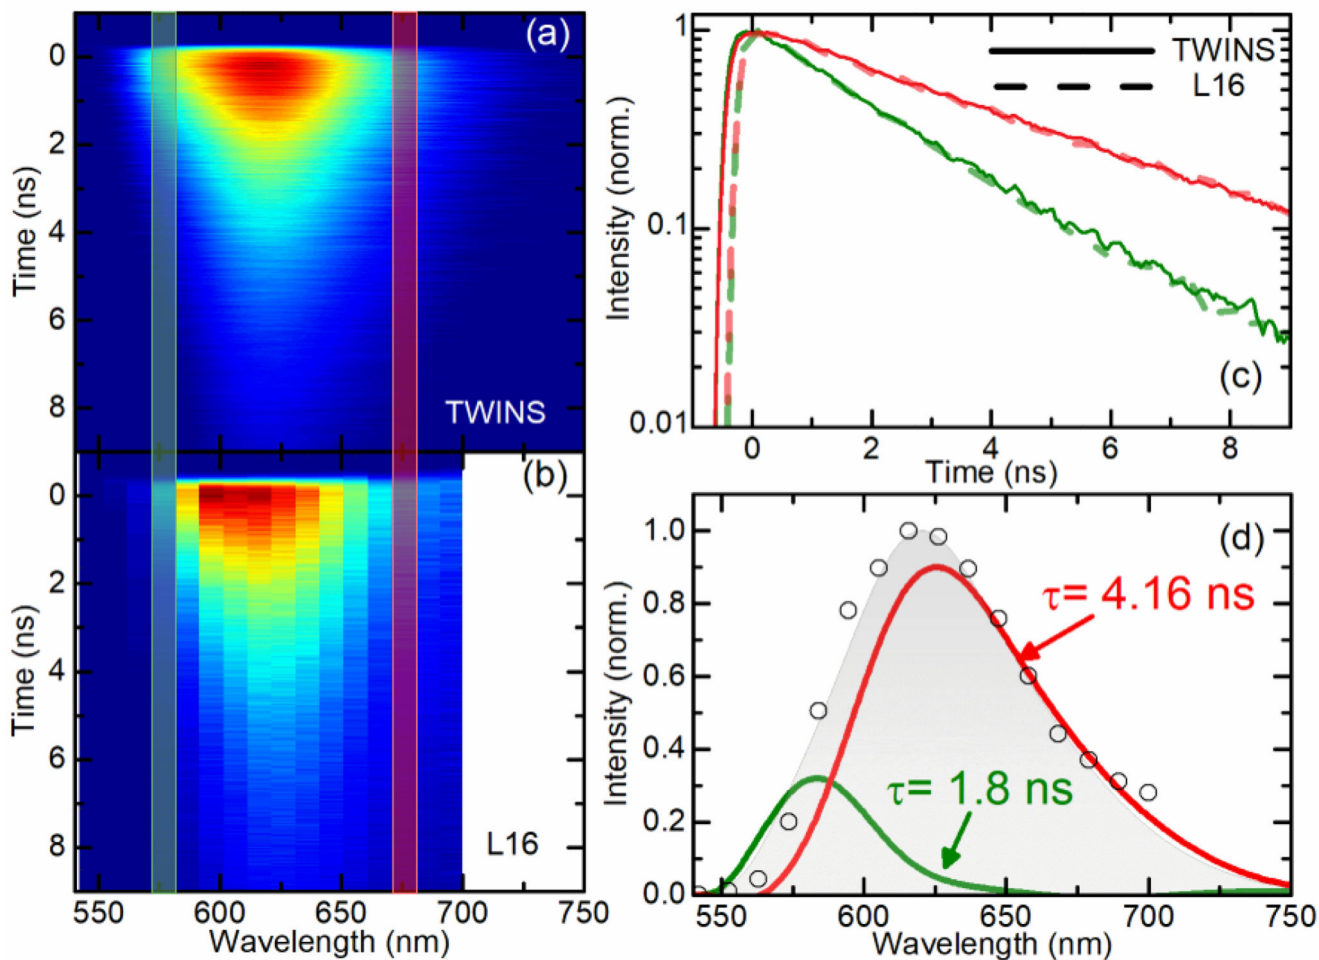 (a)
0
2
4
6
8
Time (ns)
TWINS
(b)
0
2
4
6
8
Time (ns)
L16
550 600 650 700 750
Wavelength (nm)
1
0.1
0.01
Intensity (norm.)
TWINS
L16
(c)
0 2 4 6 8
Time (ns)
1.0
0.8
0.6
0.4
0.2
0.0
Intensity (norm.)
(d)
τ= 4.16 ns
τ= 1.8 ns
550 600 650 700 750
Wavelength (nm)